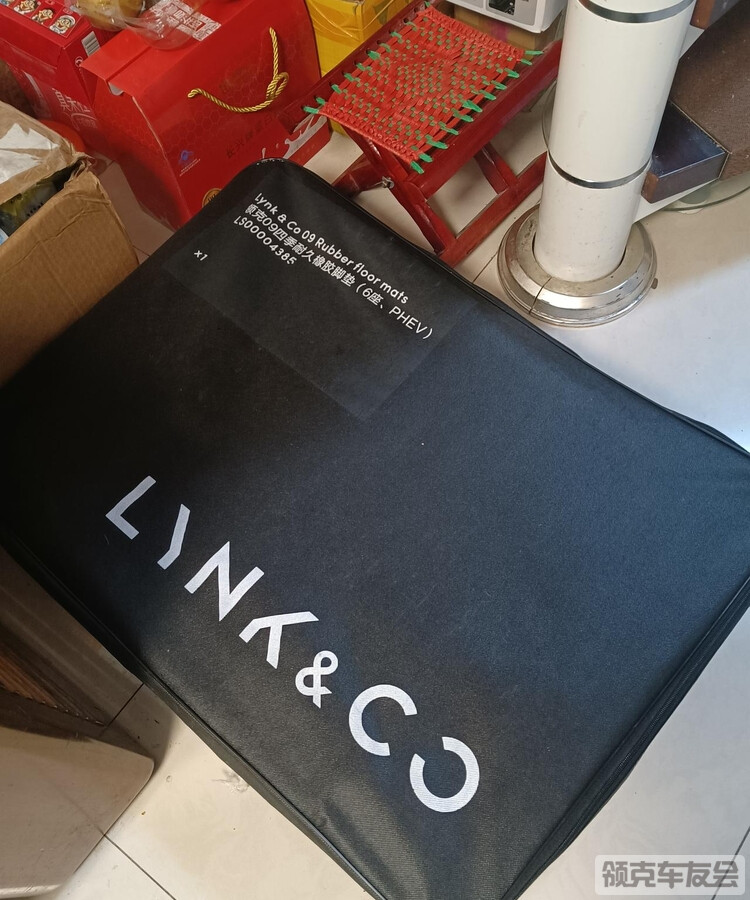 Lynk & Co 09 Rubber floor mats
领克09四季耐久橡胶脚垫（6座、PHEV）
LS00004385
x1
LYNK & CO
领克车友会